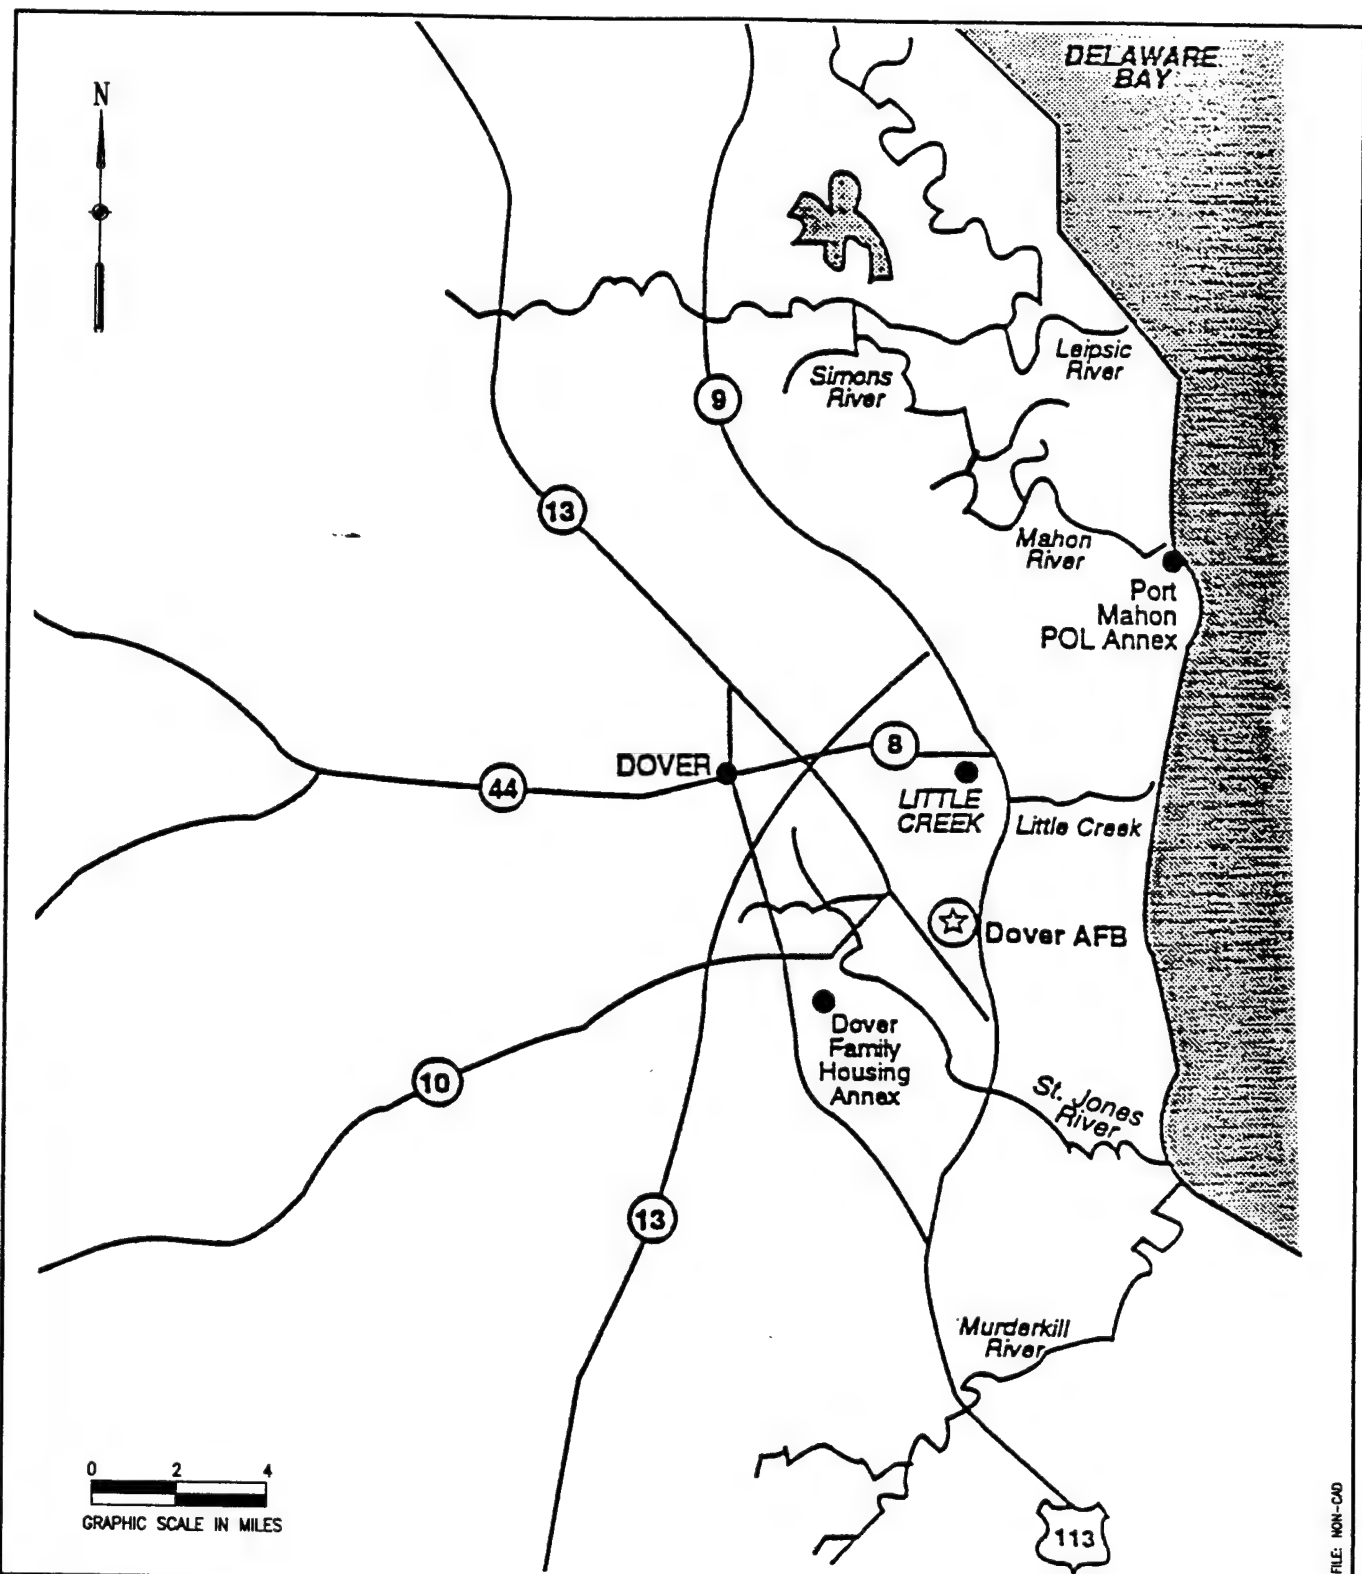 DELAWARE
BAY
N
Leipsic
River
Simons
River
9
13
Mahon
River
Port
Mahon
POL Annex
8
DOVER
44
LITTLE
CREEK
Little Creek
Dover AFB
Dover
Family
Housing
Annex
10
St. Jones
River
13
Murderkill
River
0 2 4
GRAPHIC SCALE IN MILES
113
FILE: NON-CAD